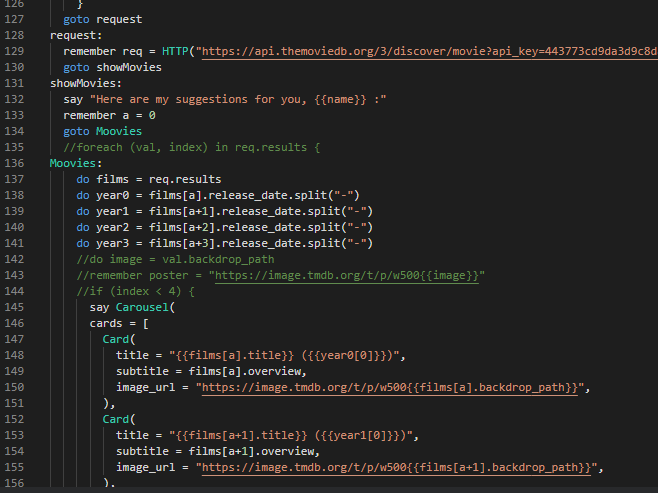 126 }
127 goto request
128 request:
129 remember req = HTTP("https://api.themoviedb.org/3/discover/movie?api_key=443773cd9da3d9c8d
130 goto showMovies
131 showMovies:
132 say "Here are my suggestions for you, {{name}} :"
133 remember a = 0
134 goto Moovies
135 //foreach (val, index) in req.results {
136 Moovies:
137 do films = req.results
138 do year0 = films[a].release_date.split("-")
139 do year1 = films[a+1].release_date.split("-")
140 do year2 = films[a+2].release_date.split("-")
141 do year3 = films[a+3].release_date.split("-")
142 //do image = val.backdrop_path
143 //remember poster = "https://image.tmdb.org/t/p/w500{{image}}"
144 //if (index < 4) {
145 say Carousel(
146 cards = [
147 Card(
148 title = "{{films[a].title}} ({{year0[0]}})",
149 subtitle = films[a].overview,
150 image_url = "https://image.tmdb.org/t/p/w500{{films[a].backdrop_path}}",
151 ),
152 Card(
153 title = "{{films[a+1].title}} ({{year1[0]}})",
154 subtitle = films[a+1].overview,
155 image_url = "https://image.tmdb.org/t/p/w500{{films[a+1].backdrop_path}}",
156 ),